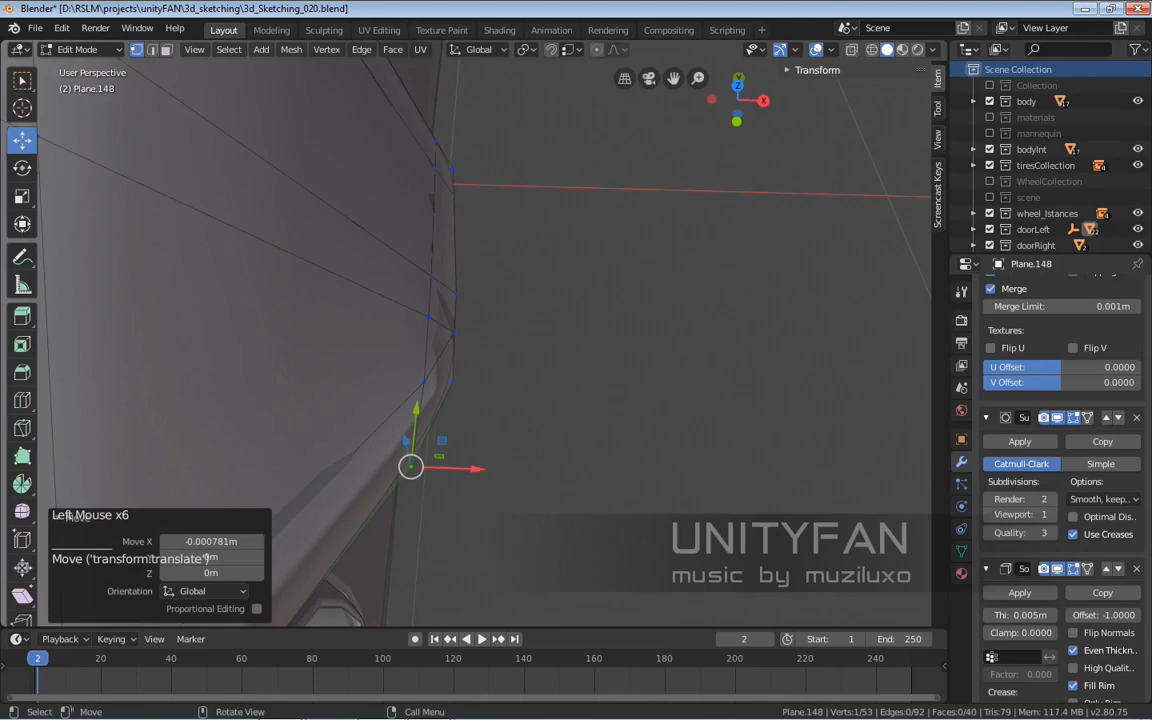 Blender* [D:\RSLM\projects\unityFAN\3d_sketching\3d_Sketching_020.blend]
File Edit Render Window Help Layout Modeling Sculpting UV Editing Texture Paint Shading Animation Rendering Compositing Scripting Scene View Layer
Edit Mode View Select Add Mesh Vertex Edge Face UV Global
User Perspective
(2) Plane.148
Transform
Item
Tool
View
Screencast Keys
Y
Z
X
Scene Collection
Collection
body 17
materials
mannequin
bodyInt 17
tiresCollection 4
WheelCollection
scene
wheel_Istances 4
doorLeft
doorRight 2
Plane.148
Merge
Merge Limit: 0.001m
Textures:
Flip U Flip V
U Offset: 0.0000
V Offset: 0.0000
Su
Apply Copy
Catmull-Clark Simple
Subdivisions: Options:
Render: 2 Smooth, keep..
Viewport: 1 Optimal Dis..
Quality: 3 Use Creases
So
Apply Copy
Thi: 0.005m Offset: -1.0000
Clamp: 0.0000 Flip Normals
Even Thickn..
High Qualit..
Factor: 0.000 Fill Rim
Crease:
Left Mouse x6
Move X -0.000781m
Move ('transform.translate') 0m
Z 0m
Orientation Global
Proportional Editing
UNITYFAN
music by muziluxo
Playback Keying View Marker 2 Start: 1 End: 250
2 20 40 60 80 100 120 140 160 180 200 220 240
Select Move Rotate View Call Menu Plane.148 | Verts:1/53 | Edges:0/92 | Faces:0/40 | Tris:79 | Mem: 117.4 MB | v2.80.75